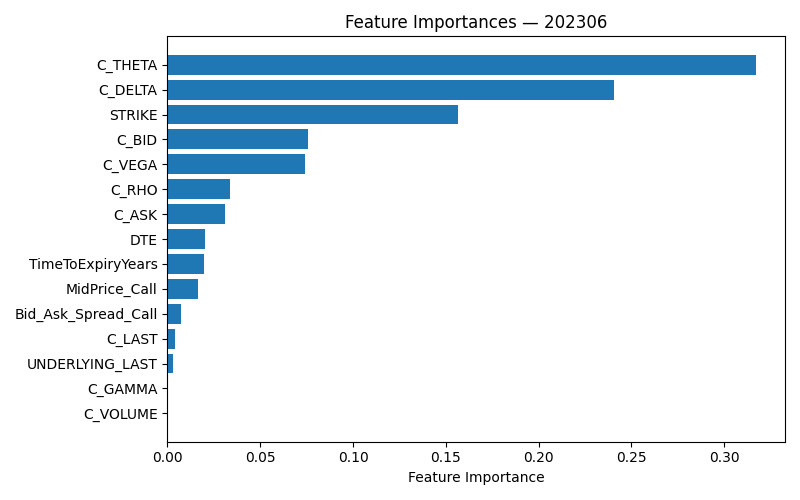 Feature Importances — 202306
C_THETA
C_DELTA
STRIKE
C_BID
C_VEGA
C_RHO
C_ASK
DTE
TimeToExpiryYears
MidPrice_Call
Bid_Ask_Spread_Call
C_LAST
UNDERLYING_LAST
C_GAMMA
C_VOLUME
0.00 0.05 0.10 0.15 0.20 0.25 0.30
Feature Importance